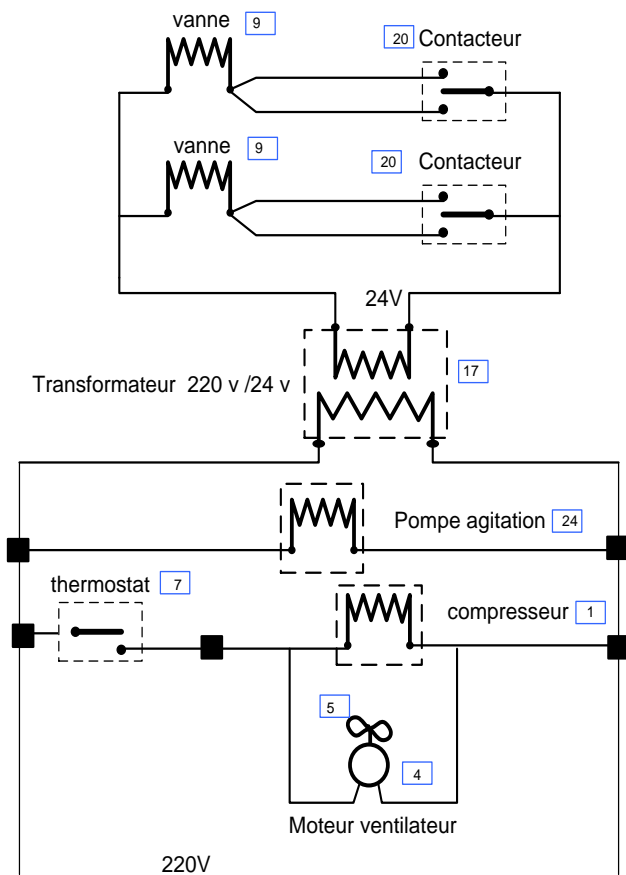 vanne 9
20 Contacteur
vanne 9
20 Contacteur
24V
17
Transformateur 220 v /24 v
Pompe agitation 24
thermostat 7
compresseur 1
5
4
Moteur ventilateur
220V